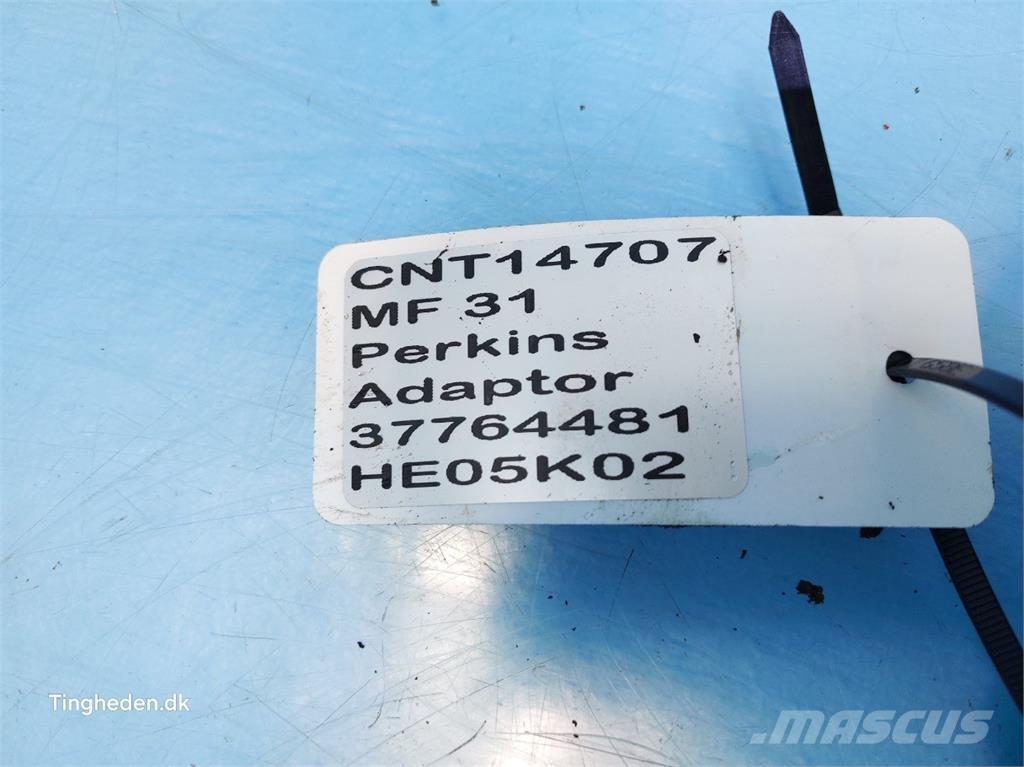 CNT14707
MF 31
Perkins
Adaptor
37764481
HE05K02
Tingheden.dk
MASCUS